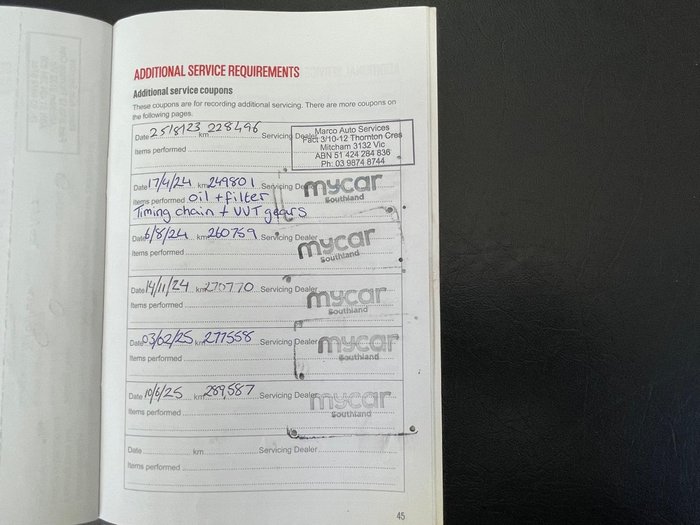 ADDITIONAL SERVICE REQUIREMENTS
Additional service coupons
These coupons are for recording additional servicing. There are more coupons on
the following pages.
Date 25/8/23 km 228496 Servicing Dealer
Items performed
Marco Auto Services
Fact 3/10-12 Thornton Cres
Mitcham 3132 Vic
ABN 51 424 284 836
Ph: 03 9874 8744
Date 17/4/24 km 249801 Servicing Dealer mycar
Southland
Items performed oil + filter
Timing chain + VVT gears
Date 6/8/24 km 260759 Servicing Dealer mycar
Southland
Items performed
Date 14/11/24 km 270770 Servicing Dealer mycar
Southland
Items performed
Date 03/02/25 km 277558 Servicing Dealer mycar
Southland
Items performed
Date 10/6/25 km 289,587 Servicing Dealer mycar
Southland
Items performed
Date km Servicing Dealer
Items performed
45